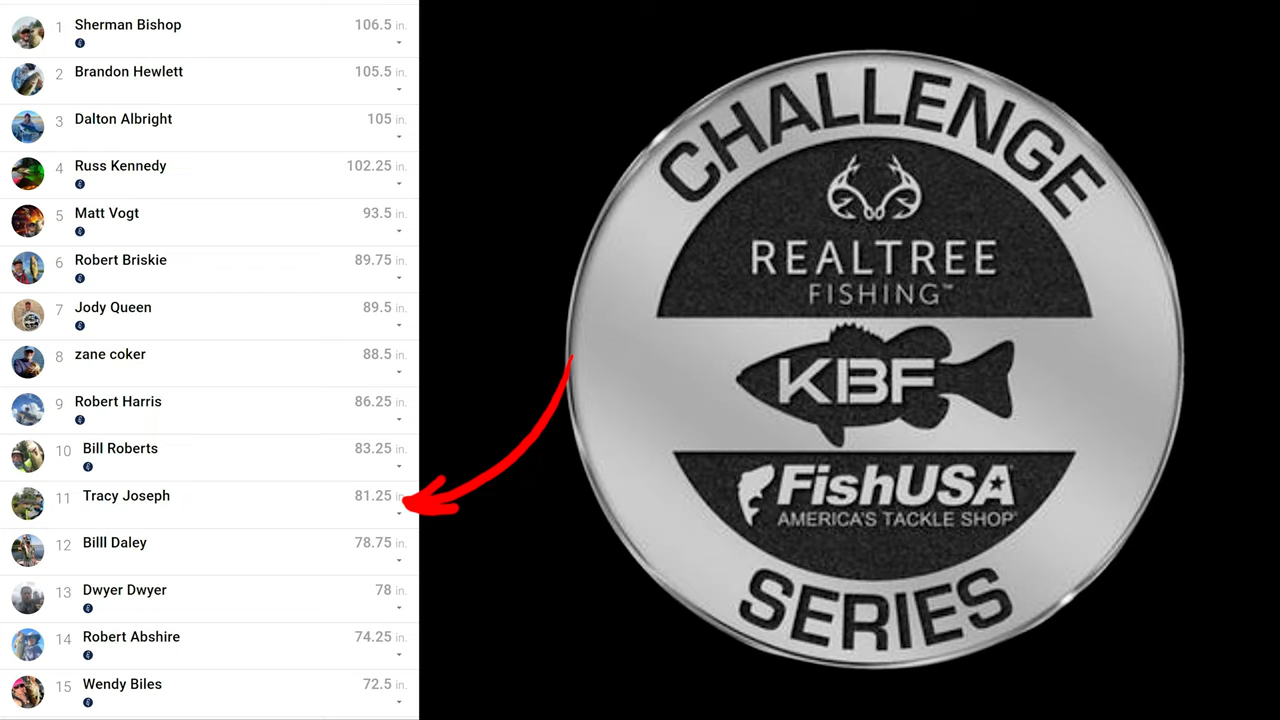 1 Sherman Bishop 106.5 in.
2 Brandon Hewlett 105.5 in.
3 Dalton Albright 105 in.
4 Russ Kennedy 102.25 in.
5 Matt Vogt 93.5 in.
6 Robert Briskie 89.75 in.
7 Jody Queen 89.5 in.
8 zane coker 88.5 in.
9 Robert Harris 86.25 in.
10 Bill Roberts 83.25 in.
11 Tracy Joseph 81.25 in.
12 Billl Daley 78.75 in.
13 Dwyer Dwyer 78 in.
14 Robert Abshire 74.25 in.
15 Wendy Biles 72.5 in.
CHALLENGE
REALTREE
FISHING™
KBF
FishUSA
AMERICA'S TACKLE SHOP®
SERIES